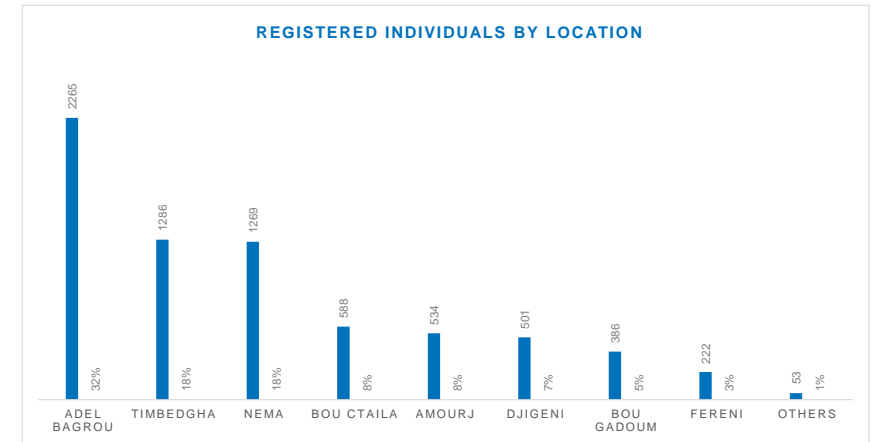 REGISTERED INDIVIDUALS BY LOCATION
2265
32%
1286
18%
1269
18%
588
8%
534
8%
501
7%
386
5%
222
3%
53
1%
ADEL
BAGROU
TIMBEDGHA
NEMA
BOU CTAILA
AMOURJ
DJIGENI
BOU
GADOUM
FERENI
OTHERS